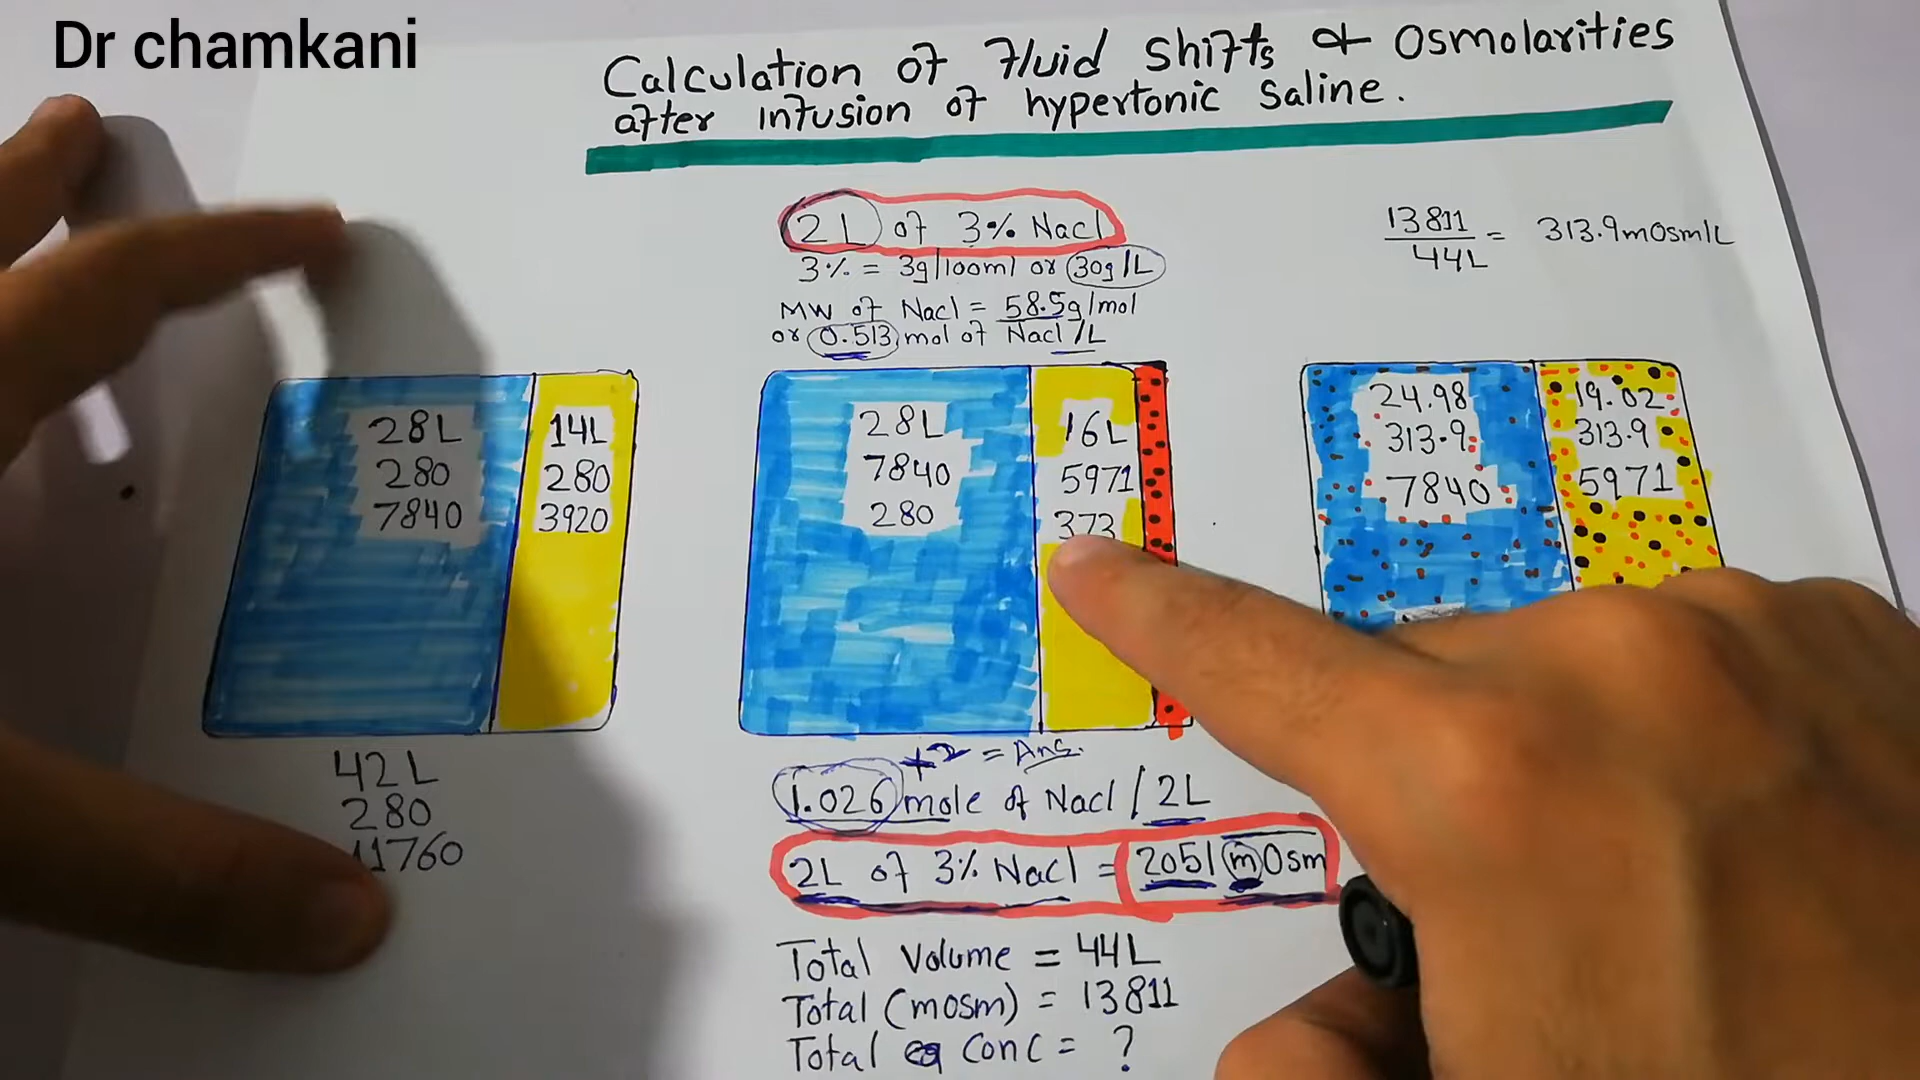 Dr chamkani
Calculation of Fluid Shifts & Osmolarities
after infusion of hypertonic Saline.
2L of 3% Nacl
3% = 3g/100ml or 30g/L
MW of Nacl = 58.5g/mol
or 0.513 mol of Nacl/L
13811
44L
= 313.9mosm/L
28L
280
7840
14L
280
3920
42L
280
11760
28L
7840
280
16L
5971
373
24.98
313.9
7840
19.02
313.9
5971
+2 = Ans.
1.026 mole of Nacl / 2L
2L of 3% Nacl = 2051 mOsm
Total Volume = 44L
Total (mosm) = 13811
Total Conc = ?